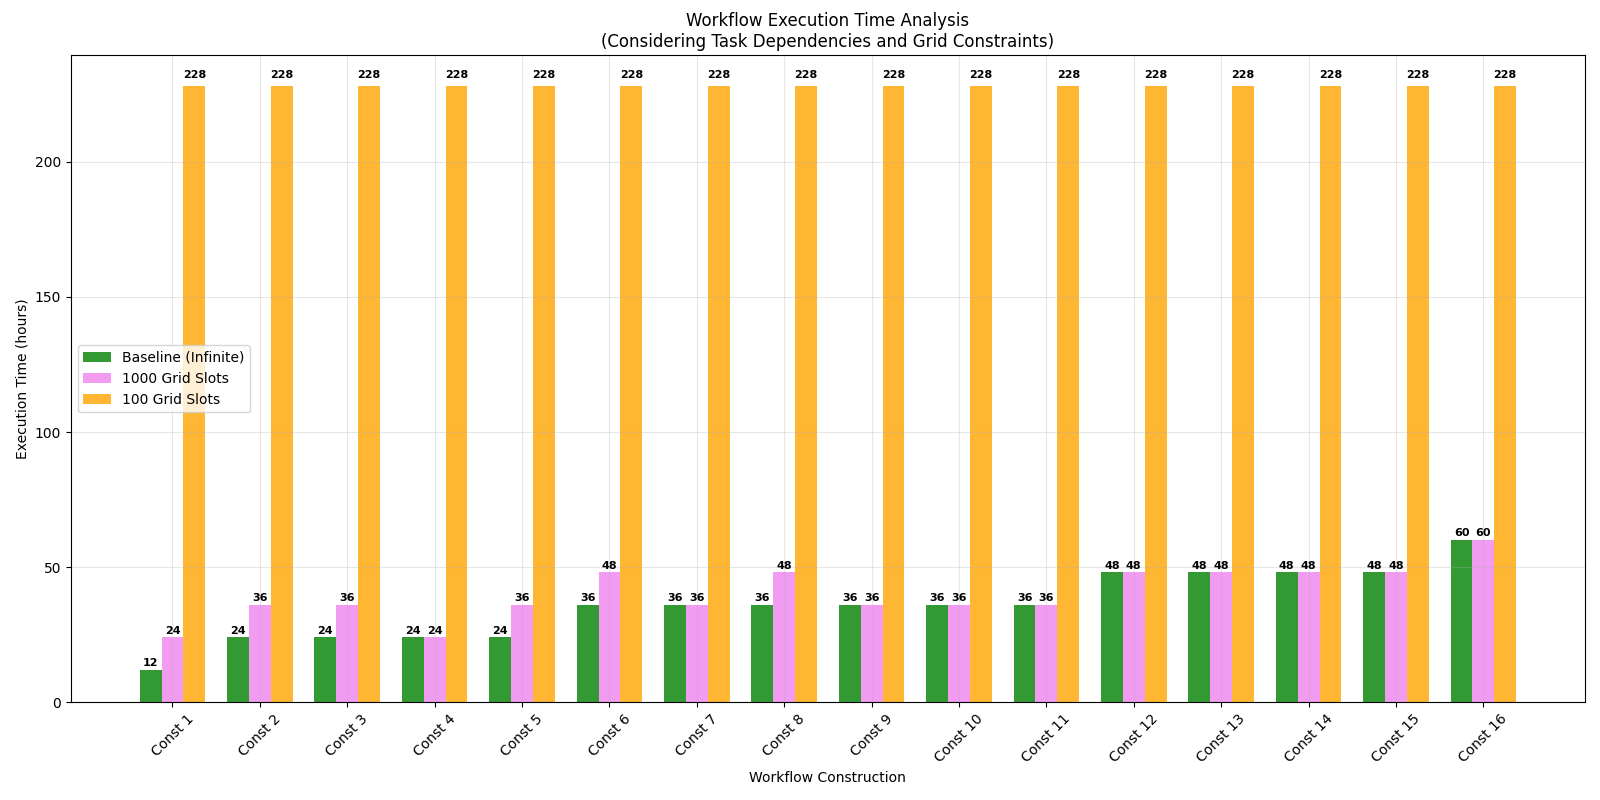 Workflow Execution Time Analysis
(Considering Task Dependencies and Grid Constraints)
Execution Time (hours)
200
150
100
50
0
Baseline (Infinite)
1000 Grid Slots
100 Grid Slots
12 24 228
24 36 228
24 36 228
24 24 228
24 36 228
36 48 228
36 36 228
36 48 228
36 36 228
36 36 228
36 36 228
48 48 228
48 48 228
48 48 228
48 48 228
60 60 228
Const 1
Const 2
Const 3
Const 4
Const 5
Const 6
Const 7
Const 8
Const 9
Const 10
Const 11
Const 12
Const 13
Const 14
Const 15
Const 16
Workflow Construction